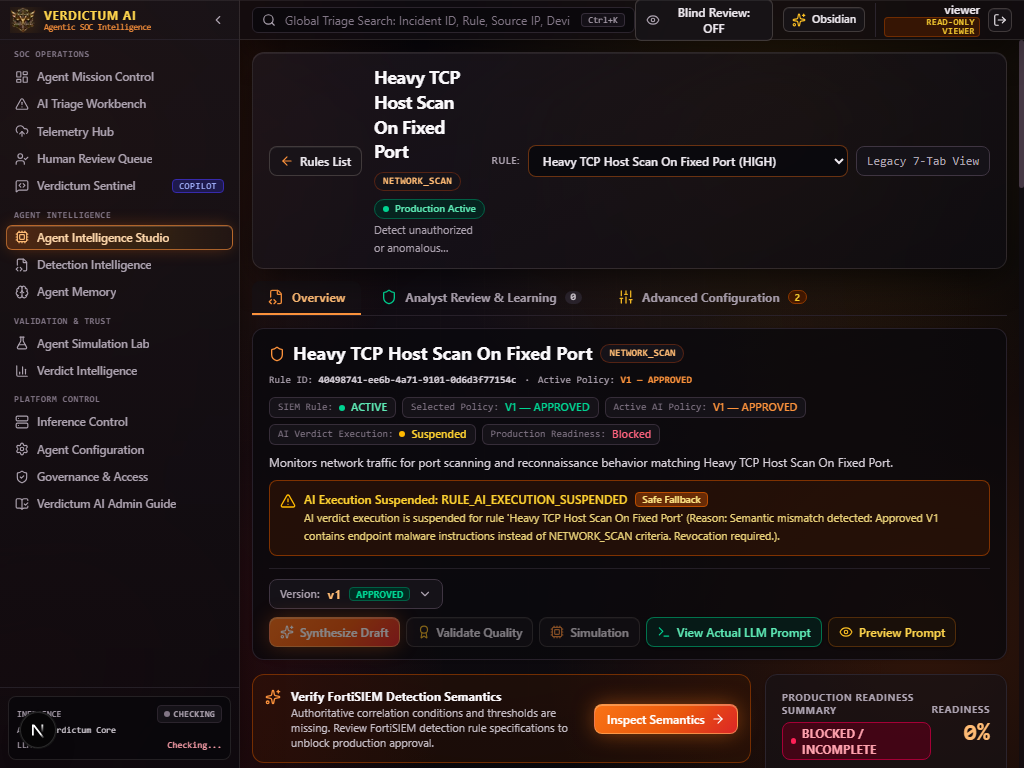 VERDICTUM AI
Agentic SOC Intelligence
SOC OPERATIONS
Agent Mission Control
AI Triage Workbench
Telemetry Hub
Human Review Queue
Verdictum Sentinel COPILOT
AGENT INTELLIGENCE
Agent Intelligence Studio
Detection Intelligence
Agent Memory
VALIDATION & TRUST
Agent Simulation Lab
Verdict Intelligence
PLATFORM CONTROL
Inference Control
Agent Configuration
Governance & Access
Verdictum AI Admin Guide
CHECKING
N
rdictum Core
Checking...
Global Triage Search: Incident ID, Rule, Source IP, Devi Ctrl+K
Blind Review: OFF
Obsidian
viewer
READ-ONLY VIEWER
Rules List
Heavy TCP
Host Scan
On Fixed
Port
NETWORK_SCAN
Production Active
Detect unauthorized
or anomalous...
RULE: Heavy TCP Host Scan On Fixed Port (HIGH) Legacy 7-Tab View
Overview Analyst Review & Learning 0 Advanced Configuration 2
Heavy TCP Host Scan On Fixed Port NETWORK_SCAN
Rule ID: 40498741-ee6b-4a71-9101-0d6d3f77154c · Active Policy: V1 — APPROVED
SIEM Rule: ACTIVE Selected Policy: V1 — APPROVED Active AI Policy: V1 — APPROVED
AI Verdict Execution: Suspended Production Readiness: Blocked
Monitors network traffic for port scanning and reconnaissance behavior matching Heavy TCP Host Scan On Fixed Port.
AI Execution Suspended: RULE_AI_EXECUTION_SUSPENDED Safe Fallback
AI verdict execution is suspended for rule 'Heavy TCP Host Scan On Fixed Port' (Reason: Semantic mismatch detected: Approved V1
contains endpoint malware instructions instead of NETWORK_SCAN criteria. Revocation required.).
Version: v1 APPROVED
Synthesize Draft Validate Quality Simulation View Actual LLM Prompt Preview Prompt
Verify FortiSIEM Detection Semantics
Authoritative correlation conditions and thresholds are
missing. Review FortiSIEM detection rule specifications to
unblock production approval.
Inspect Semantics
PRODUCTION READINESS
SUMMARY
BLOCKED /
INCOMPLETE
READINESS
0%